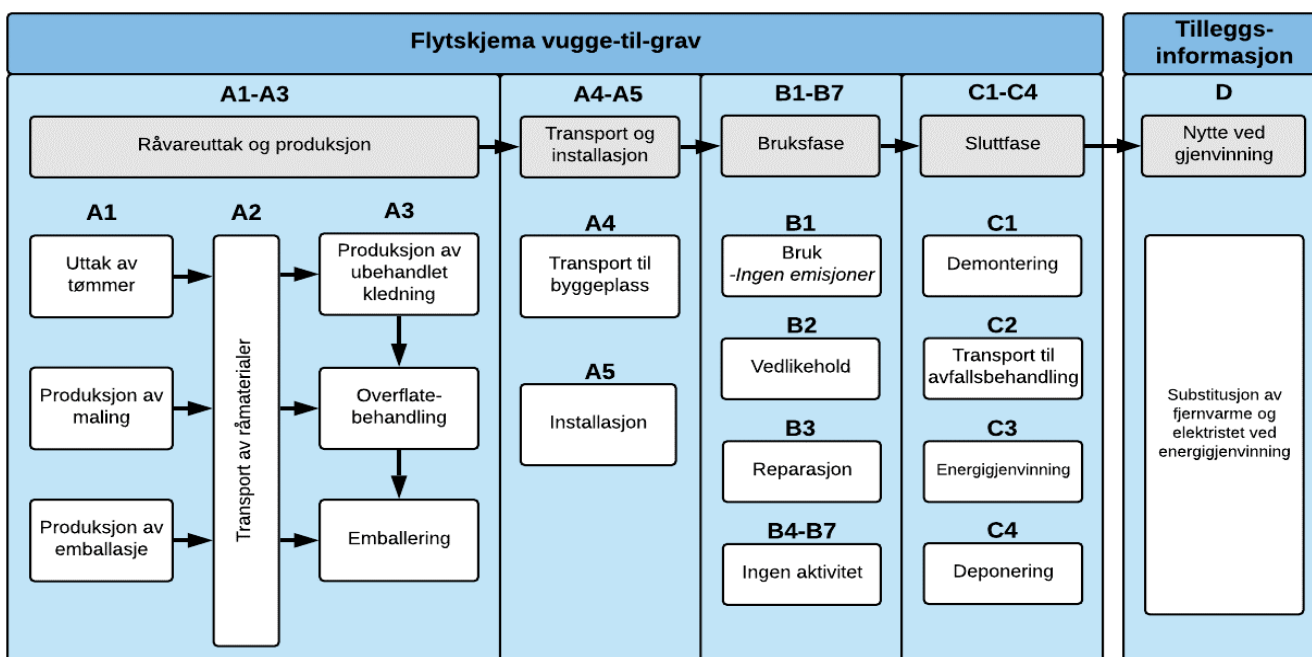 Flytskjema vugge-til-grav
Tilleggs-
informasjon
A1-A3
Råvareuttak og produksjon
A1
Uttak av
tømmer
Produksjon av
maling
Produksjon av
emballasje
A2
Transport av råmaterialer
A3
Produksjon av
ubehandlet
kledning
Overflate-
behandling
Emballering
A4-A5
Transport og
installasjon
A4
Transport til
byggeplass
A5
Installasjon
B1-B7
Bruksfase
B1
Bruk
-Ingen emisjoner
B2
Vedlikehold
B3
Reparasjon
B4-B7
Ingen aktivitet
C1-C4
Sluttfase
C1
Demontering
C2
Transport til
avfallsbehandling
C3
Energigjenvinning
C4
Deponering
D
Nytte ved
gjenvinning
Substitusjon av
fjernvarme og
elektristet ved
energigjenvinning